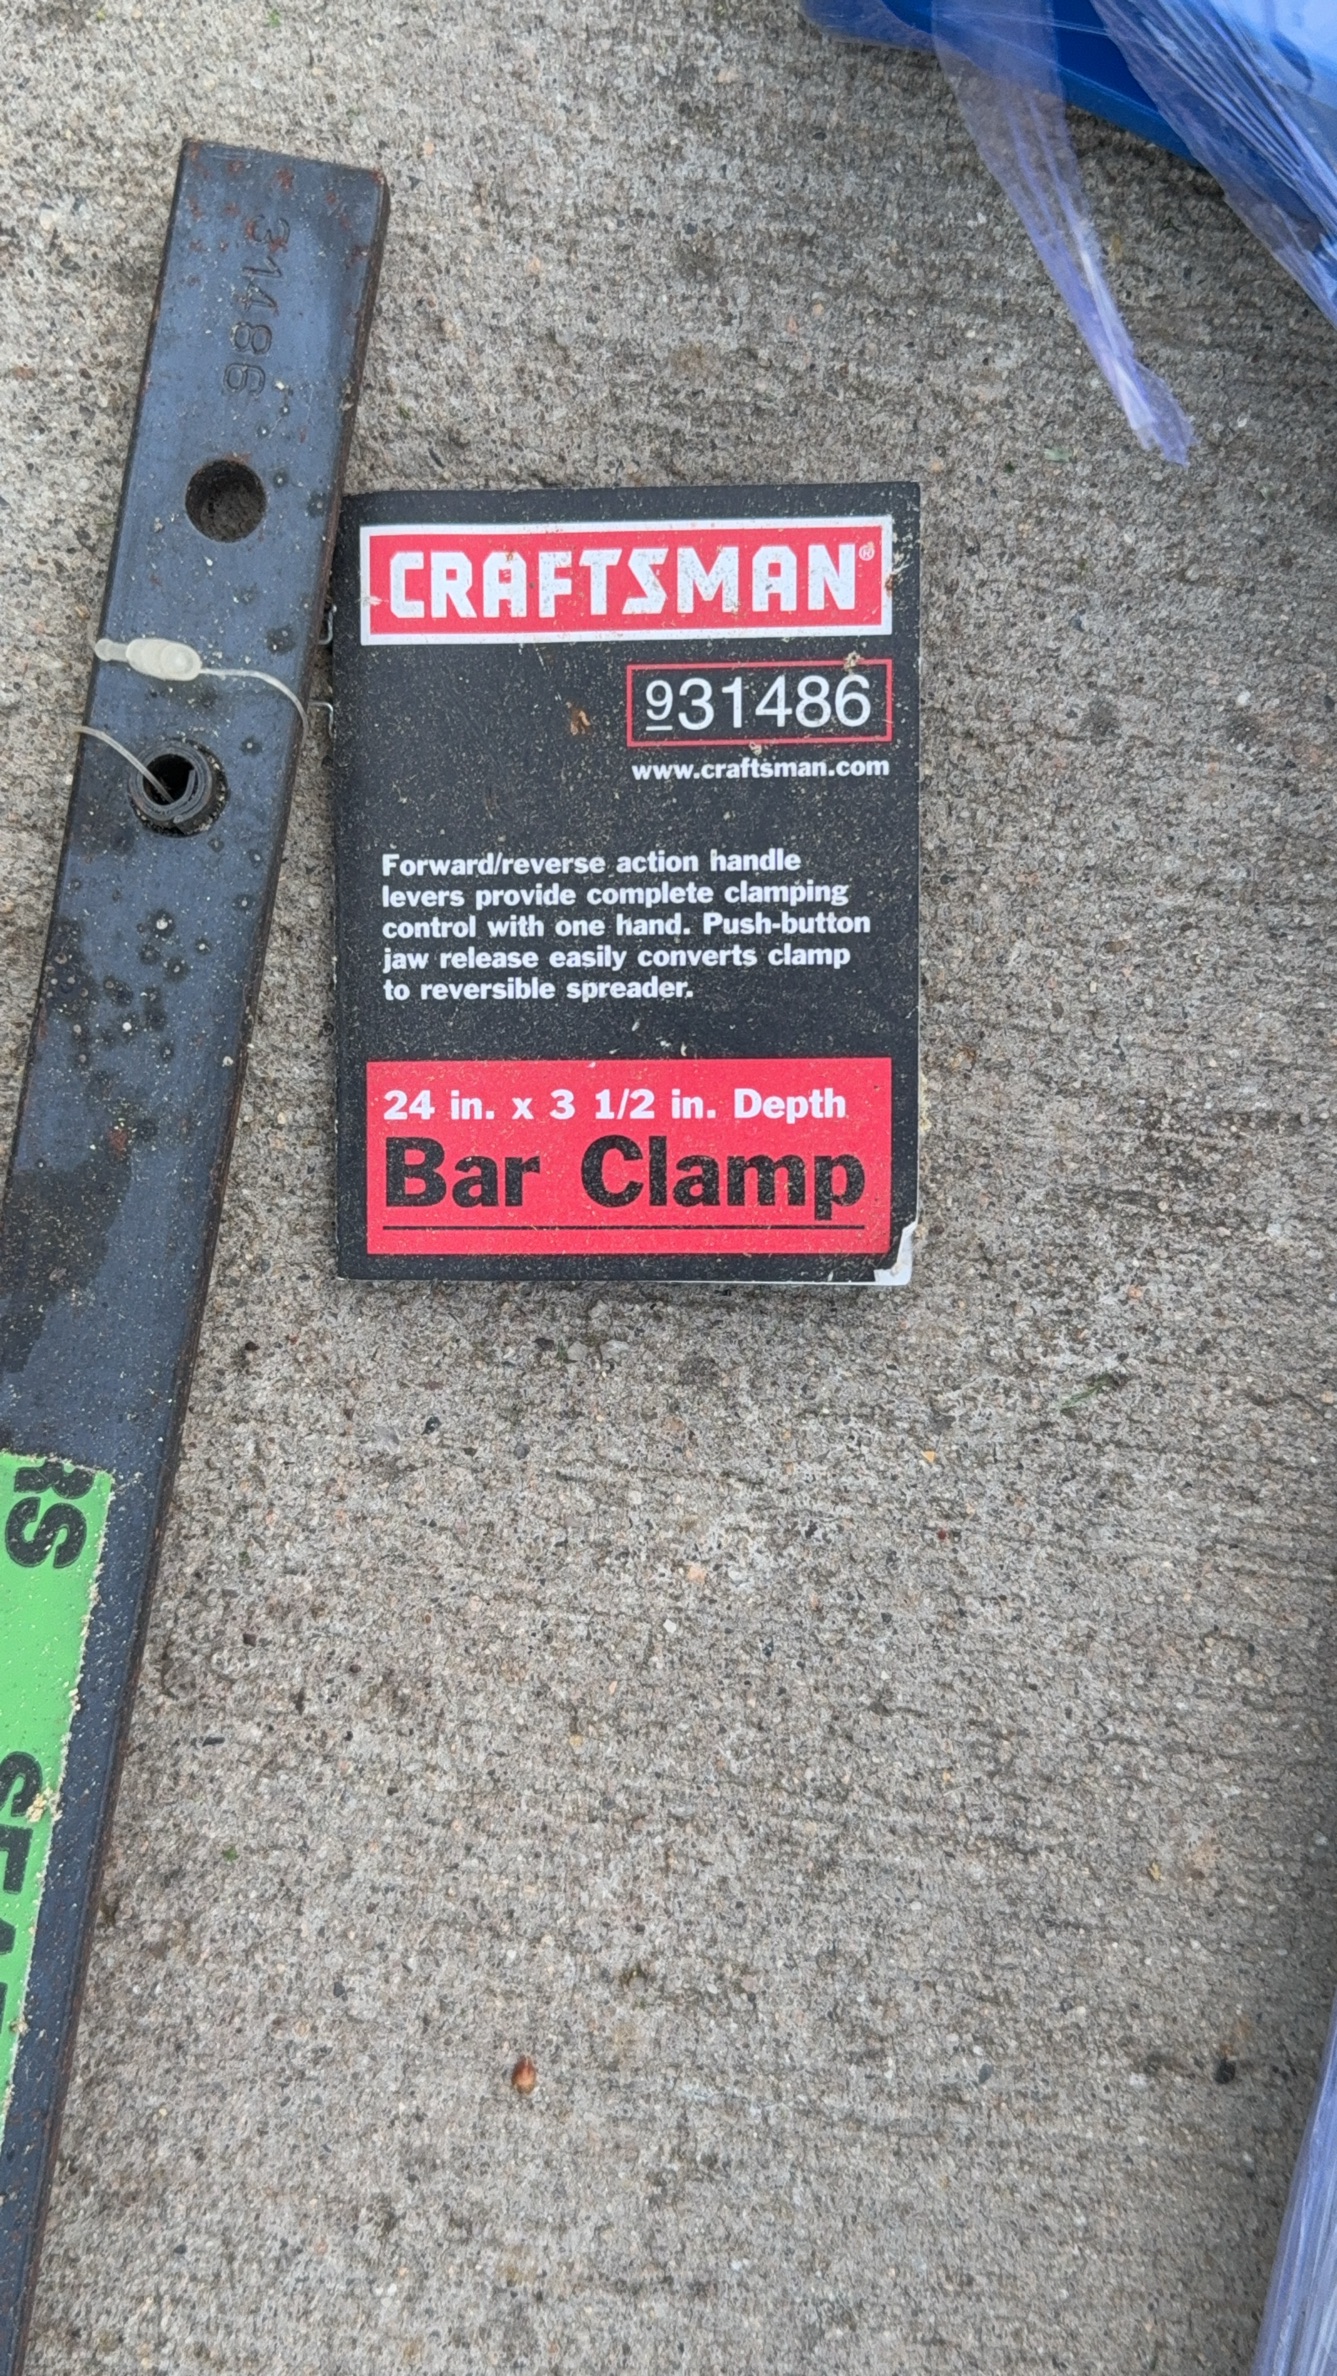 31486
CRAFTSMAN®
931486
www.craftsman.com
Forward/reverse action handle
levers provide complete clamping
control with one hand. Push-button
jaw release easily converts clamp
to reversible spreader.
24 in. x 3 1/2 in. Depth
Bar Clamp
RS